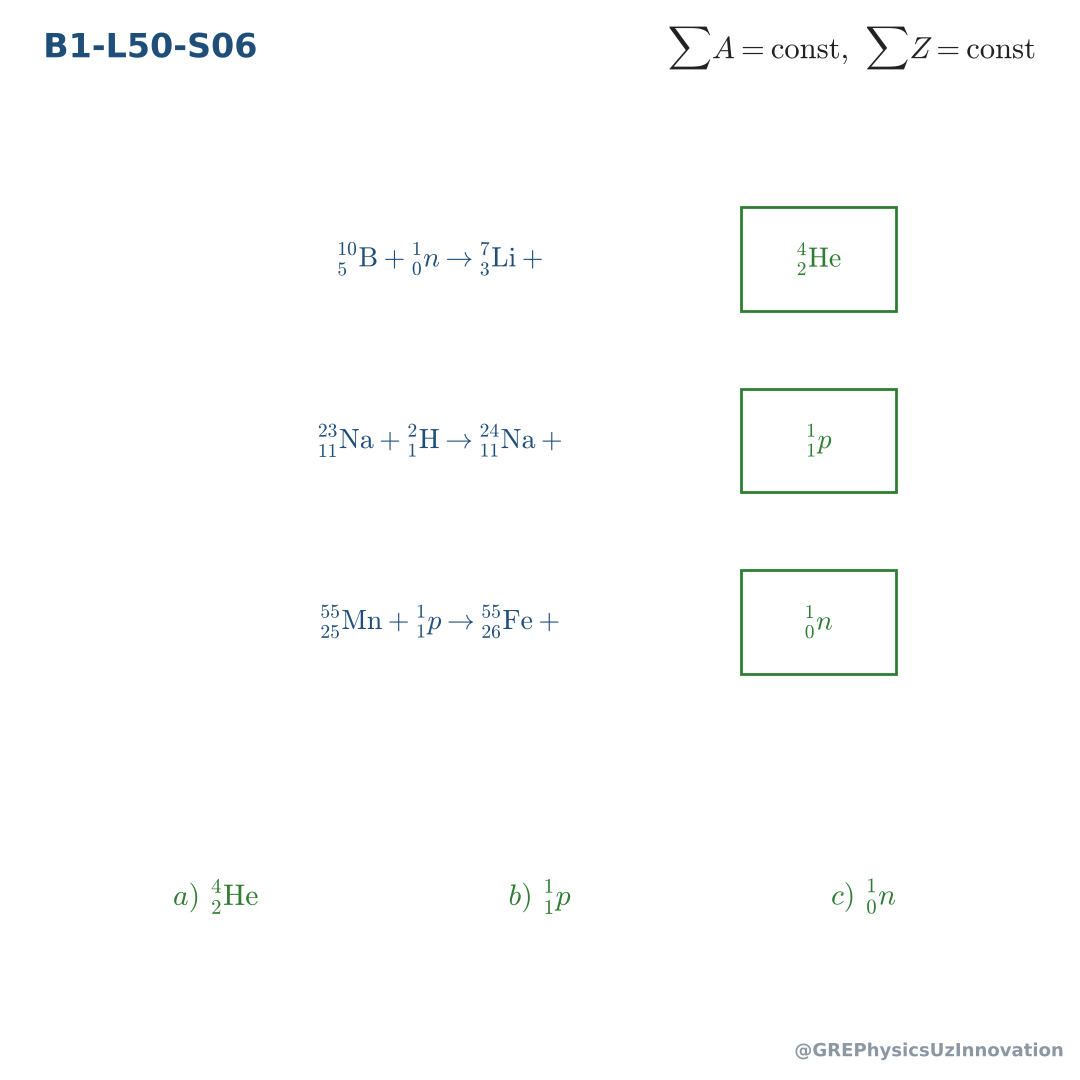 B1-L50-S06
∑A = const, ∑Z = const
¹⁰₅B + ¹₀n → ⁷₃Li + ⁴₂He
²³₁₁Na + ²₁H → ²⁴₁₁Na + ¹₁p
⁵⁵₂₅Mn + ¹₁p → ⁵⁵₂₆Fe + ¹₀n
a) ⁴₂He b) ¹₁p c) ¹₀n
@GREPhysicsUzInnovation